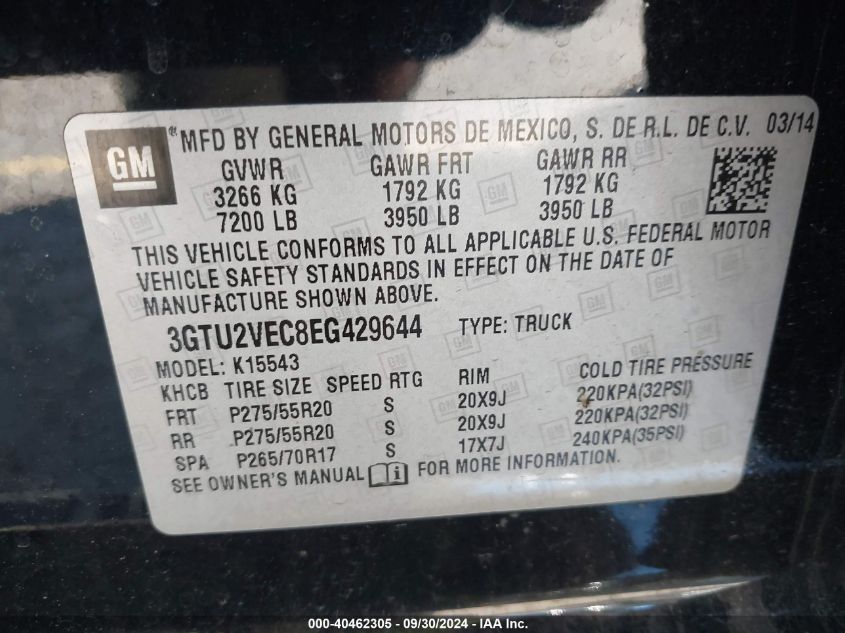 GM ® MFD BY GENERAL MOTORS DE MEXICO, S. DE R.L. DE C.V. 03/14
GVWR GAWR FRT GAWR RR
3266 KG 1792 KG 1792 KG
7200 LB 3950 LB 3950 LB
THIS VEHICLE CONFORMS TO ALL APPLICABLE U.S. FEDERAL MOTOR
VEHICLE SAFETY STANDARDS IN EFFECT ON THE DATE OF
MANUFACTURE SHOWN ABOVE.
3GTU2VEC8EG429644 TYPE: TRUCK
MODEL: K15543
KHCB TIRE SIZE SPEED RTG RIM COLD TIRE PRESSURE
FRT P275/55R20 S 20X9J 220KPA(32PSI)
RR P275/55R20 S 20X9J 220KPA(32PSI)
SPA P265/70R17 S 17X7J 240KPA(35PSI)
SEE OWNER'S MANUAL i FOR MORE INFORMATION.
000-40462305 - 09/30/2024 - IAA Inc.